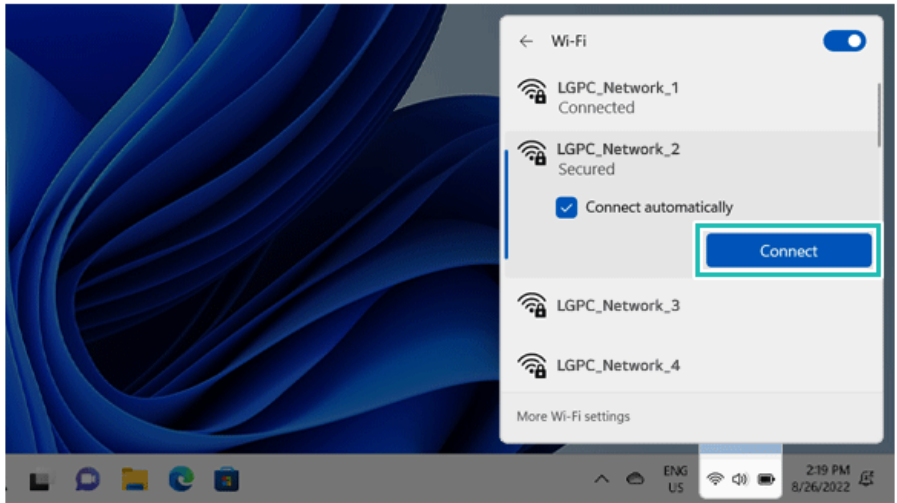 Wi-Fi
LGPC_Network_1
Connected
LGPC_Network_2
Secured
Connect automatically
Connect
LGPC_Network_3
LGPC_Network_4
More Wi-Fi settings
ENG
US
2:19 PM
8/26/2022